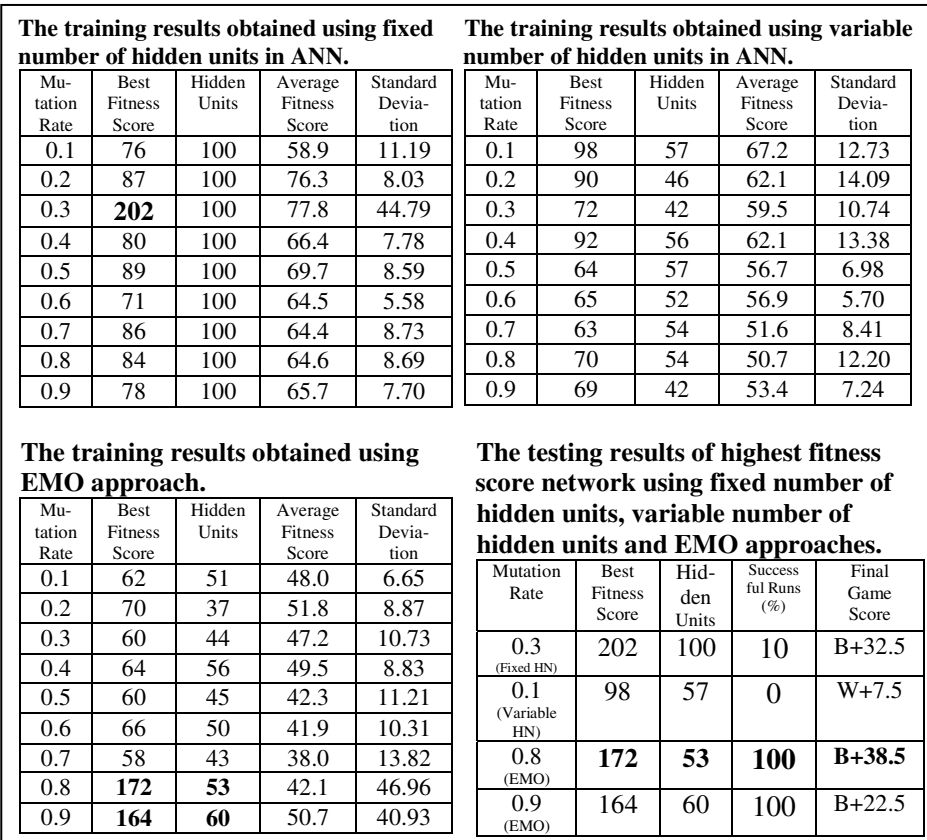 The training results obtained using fixed
number of hidden units in ANN.
Mu-
tation
Rate
Best
Fitness
Score
Hidden
Units
Average
Fitness
Score
Standard
Devia-
tion
0.1 76 100 58.9 11.19
0.2 87 100 76.3 8.03
0.3 202 100 77.8 44.79
0.4 80 100 66.4 7.78
0.5 89 100 69.7 8.59
0.6 71 100 64.5 5.58
0.7 86 100 64.4 8.73
0.8 84 100 64.6 8.69
0.9 78 100 65.7 7.70
The training results obtained using variable
number of hidden units in ANN.
Mu-
tation
Rate
Best
Fitness
Score
Hidden
Units
Average
Fitness
Score
Standard
Devia-
tion
0.1 98 57 67.2 12.73
0.2 90 46 62.1 14.09
0.3 72 42 59.5 10.74
0.4 92 56 62.1 13.38
0.5 64 57 56.7 6.98
0.6 65 52 56.9 5.70
0.7 63 54 51.6 8.41
0.8 70 54 50.7 12.20
0.9 69 42 53.4 7.24
The training results obtained using
EMO approach.
Mu-
tation
Rate
Best
Fitness
Score
Hidden
Units
Average
Fitness
Score
Standard
Devia-
tion
0.1 62 51 48.0 6.65
0.2 70 37 51.8 8.87
0.3 60 44 47.2 10.73
0.4 64 56 49.5 8.83
0.5 60 45 42.3 11.21
0.6 66 50 41.9 10.31
0.7 58 43 38.0 13.82
0.8 172 53 42.1 46.96
0.9 164 60 50.7 40.93
The testing results of highest fitness
score network using fixed number of
hidden units, variable number of
hidden units and EMO approaches.
Mutation
Rate
Best
Fitness
Score
Hid-
den
Units
Success
ful Runs
(%)
Final
Game
Score
0.3 202 100 10 B+32.5
(Fixed HN)
0.1 98 57 0 W+7.5
(Variable
HN)
0.8 172 53 100 B+38.5
(EMO)
0.9 164 60 100 B+22.5
(EMO)